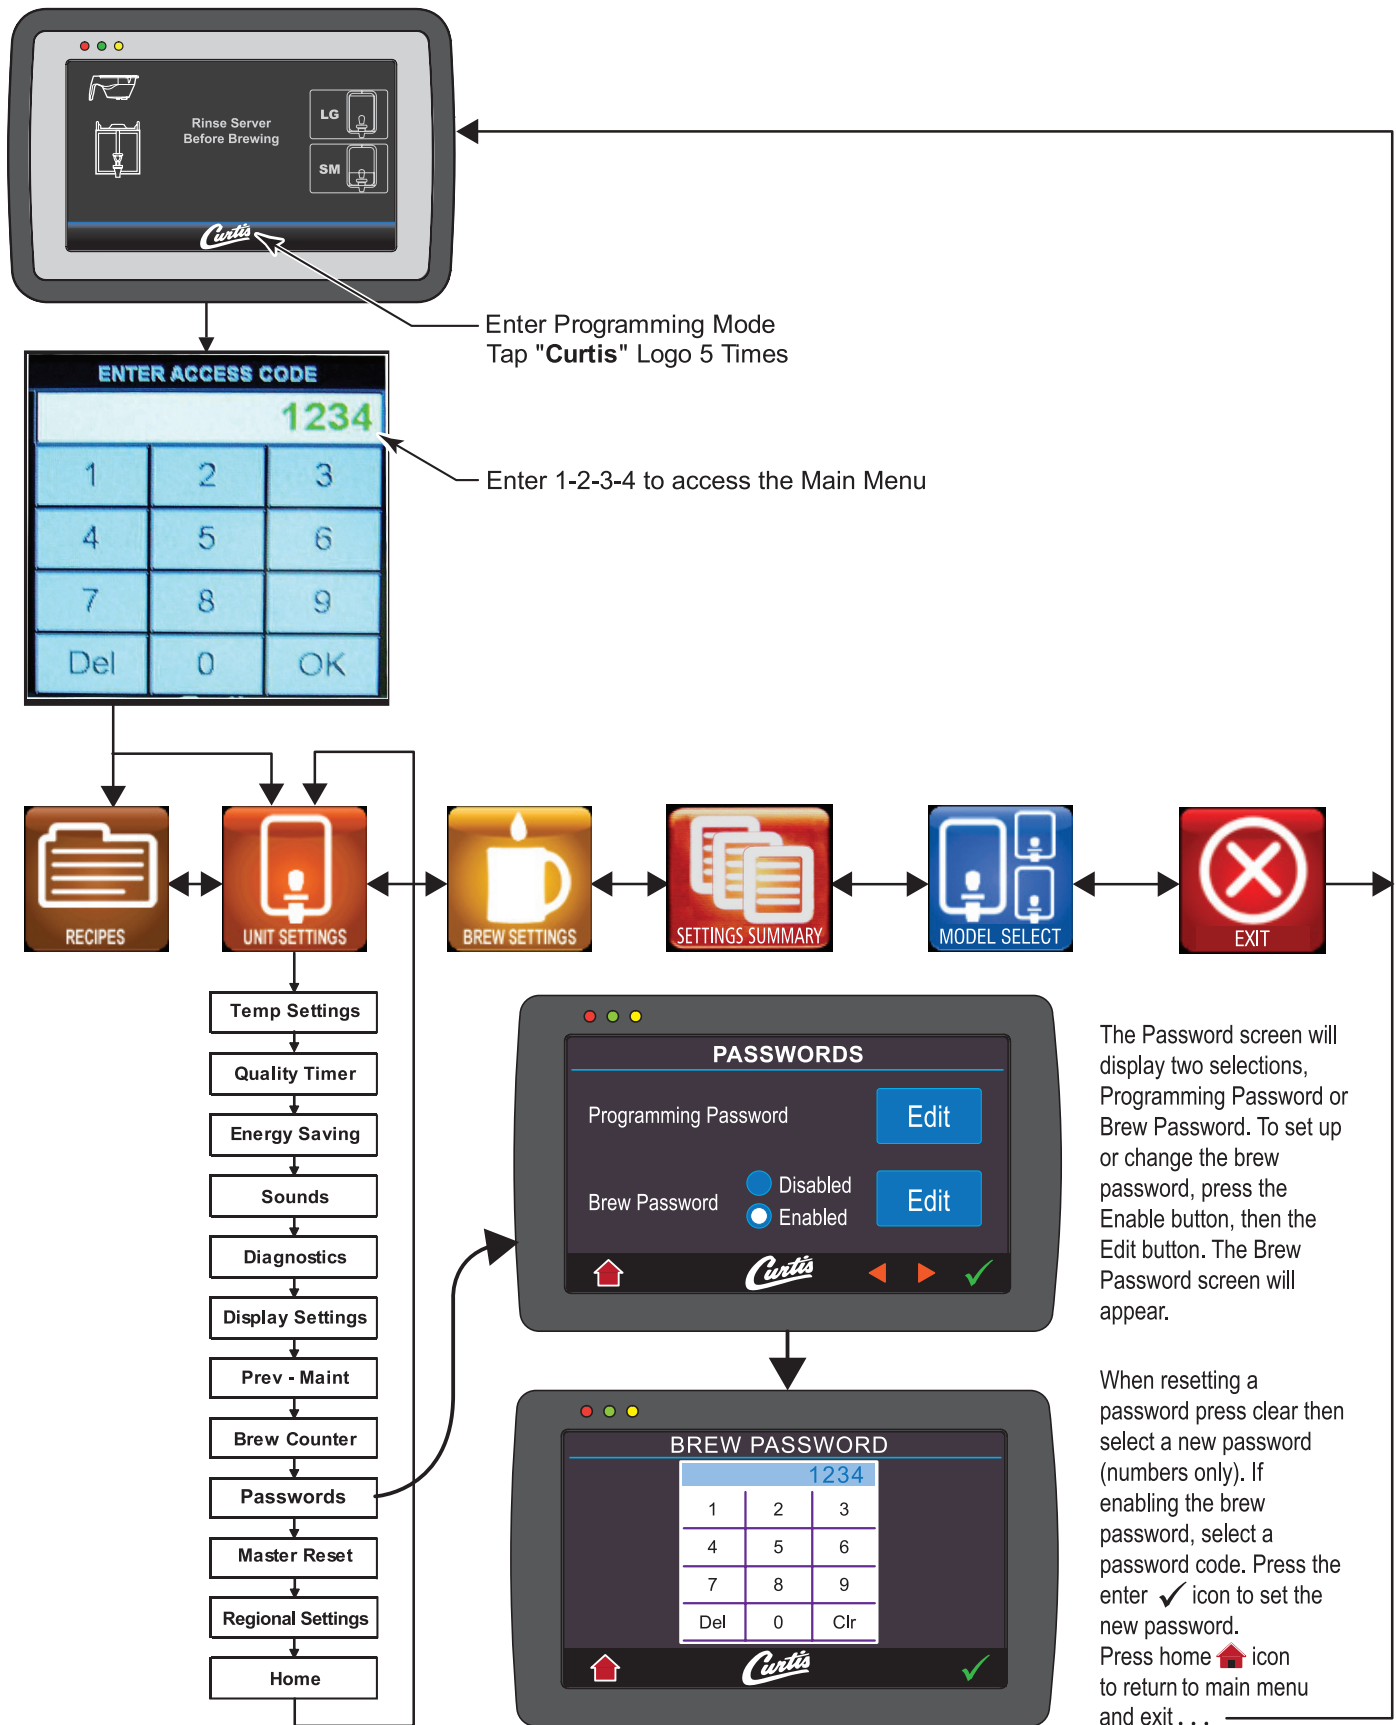 Rinse Server
Before Brewing
LG
SM
Curtis
Enter Programming Mode
Tap "Curtis" Logo 5 Times
ENTER ACCESS CODE
1234
1 2 3
4 5 6
7 8 9
Del 0 OK
Enter 1-2-3-4 to access the Main Menu
RECIPES
UNIT SETTINGS
BREW SETTINGS
SETTINGS SUMMARY
MODEL SELECT
EXIT
Temp Settings
Quality Timer
Energy Saving
Sounds
Diagnostics
Display Settings
Prev - Maint
Brew Counter
Passwords
Master Reset
Regional Settings
Home
PASSWORDS
Programming Password
Edit
Brew Password
Disabled
Enabled
Edit
Curtis
BREW PASSWORD
1234
1 2 3
4 5 6
7 8 9
Del 0 Clr
Curtis
The Password screen will
display two selections,
Programming Password or
Brew Password. To set up
or change the brew
password, press the
Enable button, then the
Edit button. The Brew
Password screen will
appear.
When resetting a
password press clear then
select a new password
(numbers only). If
enabling the brew
password, select a
password code. Press the
enter ✓ icon to set the
new password.
Press home icon
to return to main menu
and exit . . .